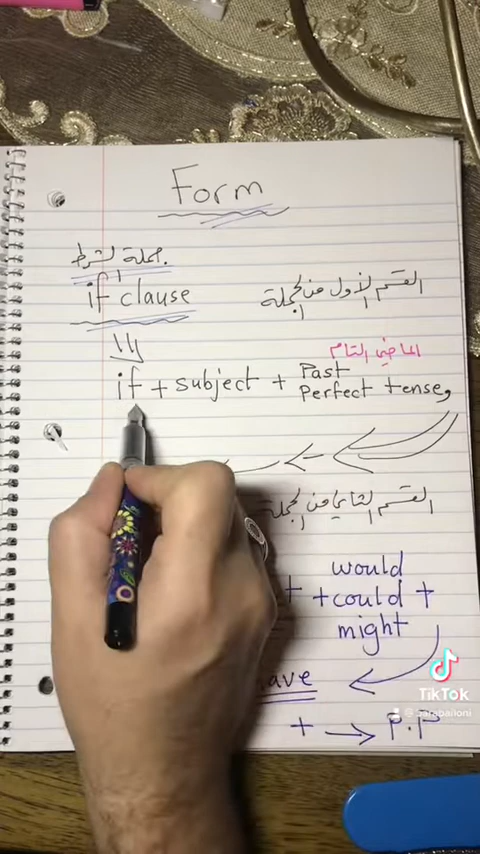 Form
جملة الشرط
if clause
القسم الأول من الجملة
الماضي التام
if + subject + Past Perfect tense,
القسم الثاني من الجملة
+ + would
could +
might
have
+ → P.P
TikTok